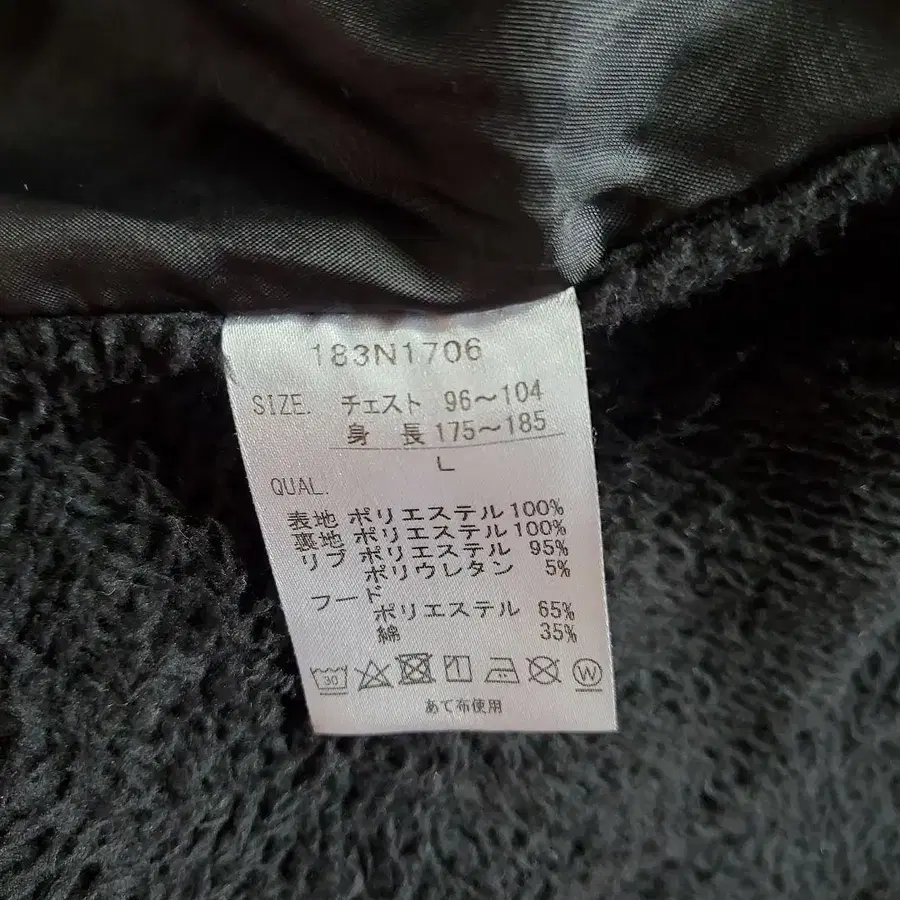 183N1706
SIZE. チェスト 96～104
身 長 175～185
L
QUAL.
表地 ポリエステル 100%
裏地 ポリエステル 100%
リブ ポリエステル 95%
ポリウレタン 5%
フード
ポリエステル 65%
綿 35%
30 W
あて布使用